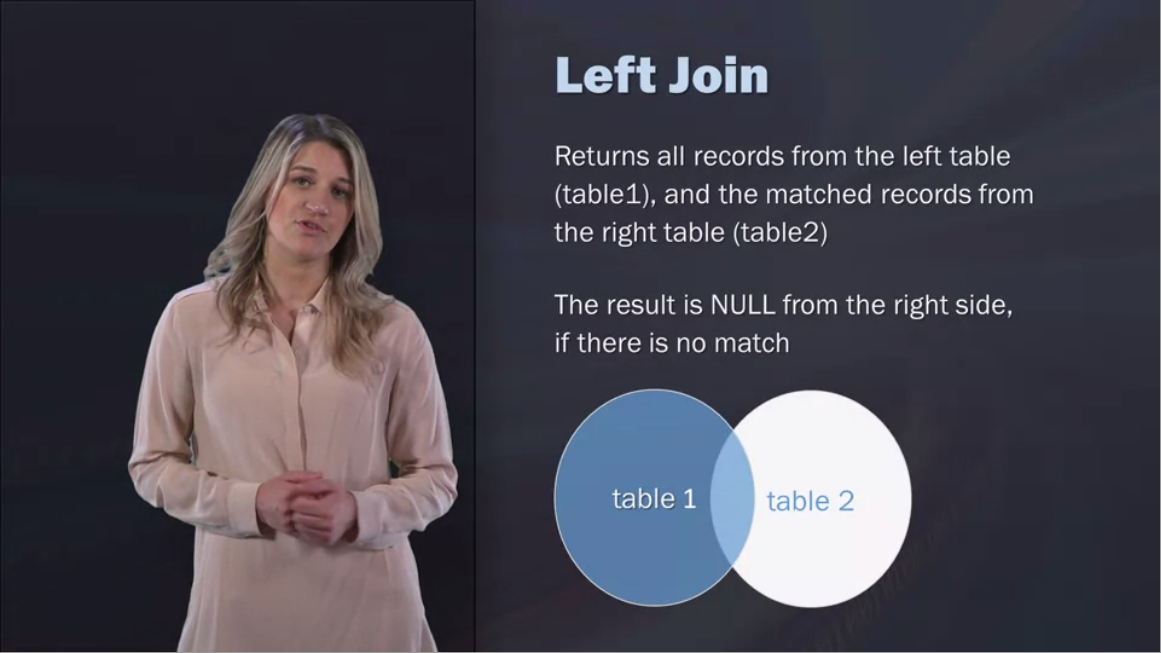 Left Join
Returns all records from the left table
(table1), and the matched records from
the right table (table2)
The result is NULL from the right side,
if there is no match
table 1
table 2